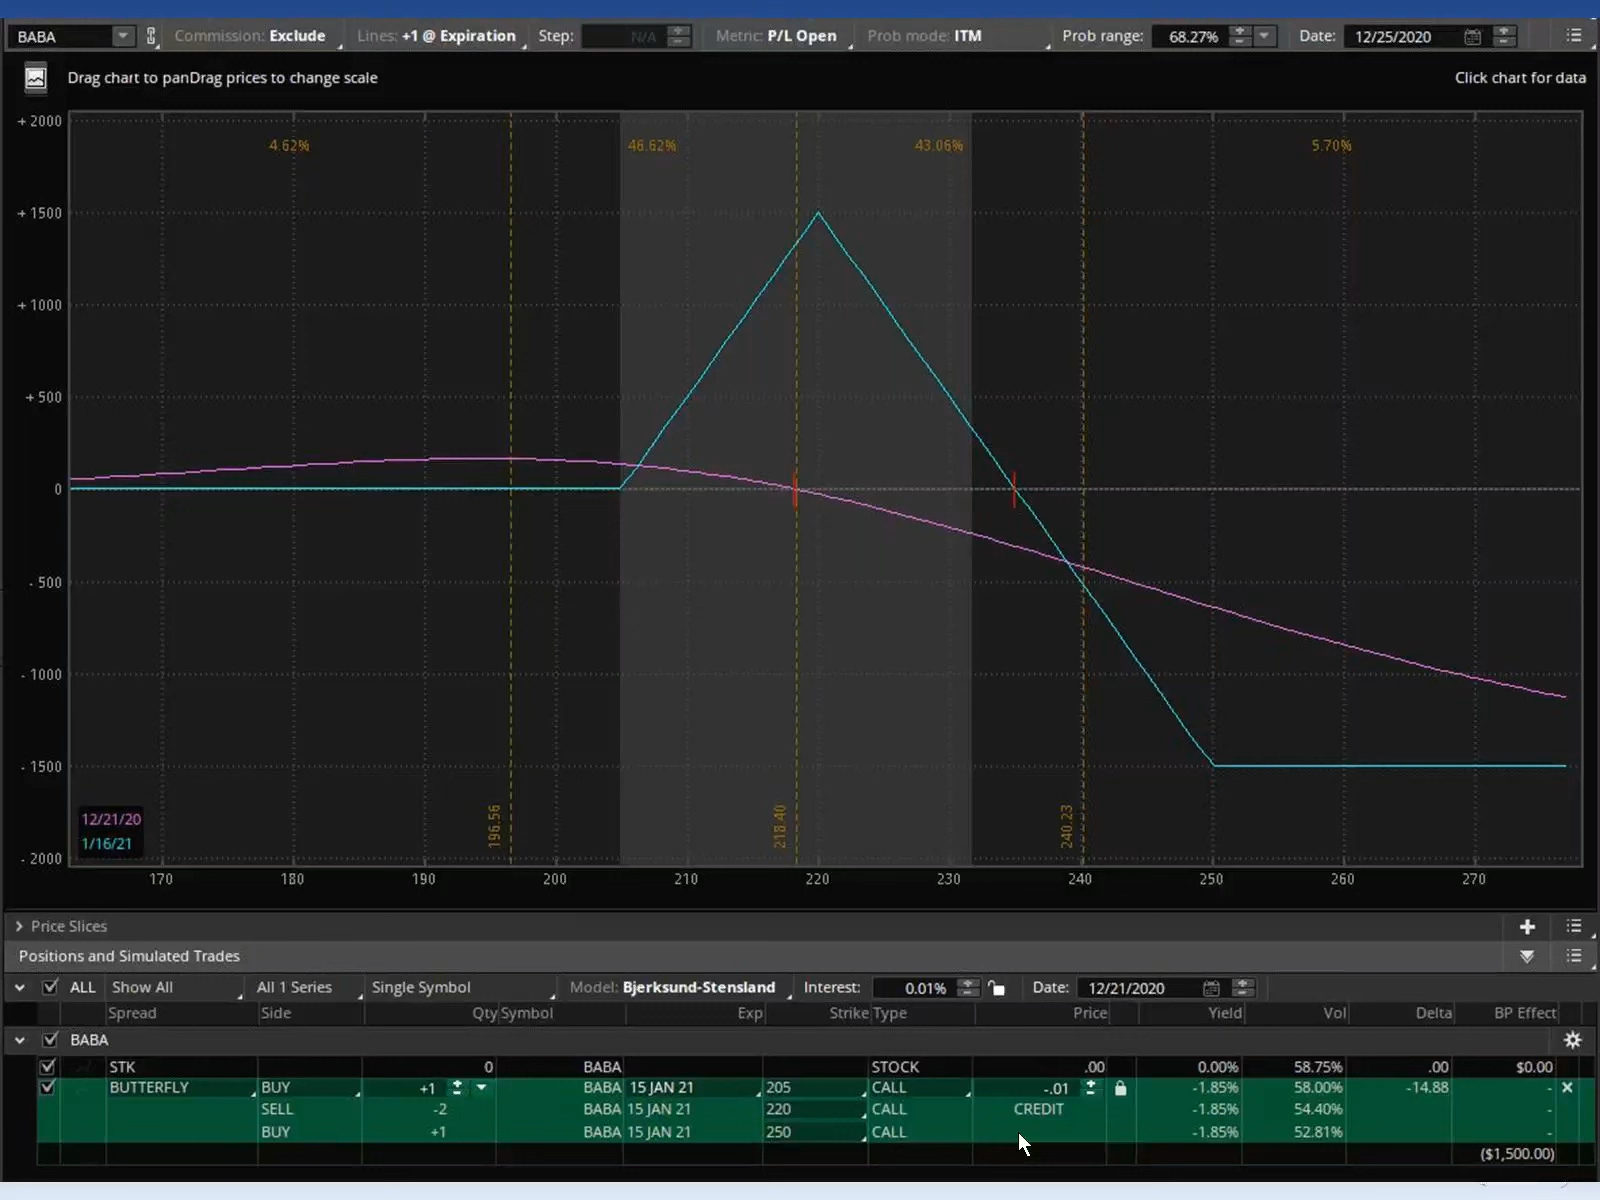 BABA Commission: Exclude Lines: +1 @ Expiration Step: N/A Metric: P/L Open Prob mode: ITM Prob range: 68.27% Date: 12/25/2020
Drag chart to panDrag prices to change scale Click chart for data
+ 2000
4.62% 46.62% 43.06% 5.70%
+ 1500
+ 1000
+ 500
0
- 500
- 1000
- 1500
196.56 218.40 240.23
12/21/20
1/16/21
- 2000
170 180 190 200 210 220 230 240 250 260 270
Price Slices
Positions and Simulated Trades
ALL Show All All 1 Series Single Symbol Model: Bjerksund-Stensland Interest: 0.01% Date: 12/21/2020
Spread Side Qty Symbol Exp Strike Type Price Yield Vol Delta BP Effect
BABA
STK 0 BABA STOCK .00 0.00% 58.75% .00 $0.00
BUTTERFLY BUY +1 BABA 15 JAN 21 205 CALL -.01 -1.85% 58.00% -14.88 -
SELL -2 BABA 15 JAN 21 220 CALL CREDIT -1.85% 54.40% -
BUY +1 BABA 15 JAN 21 250 CALL -1.85% 52.81% -
($1,500.00)